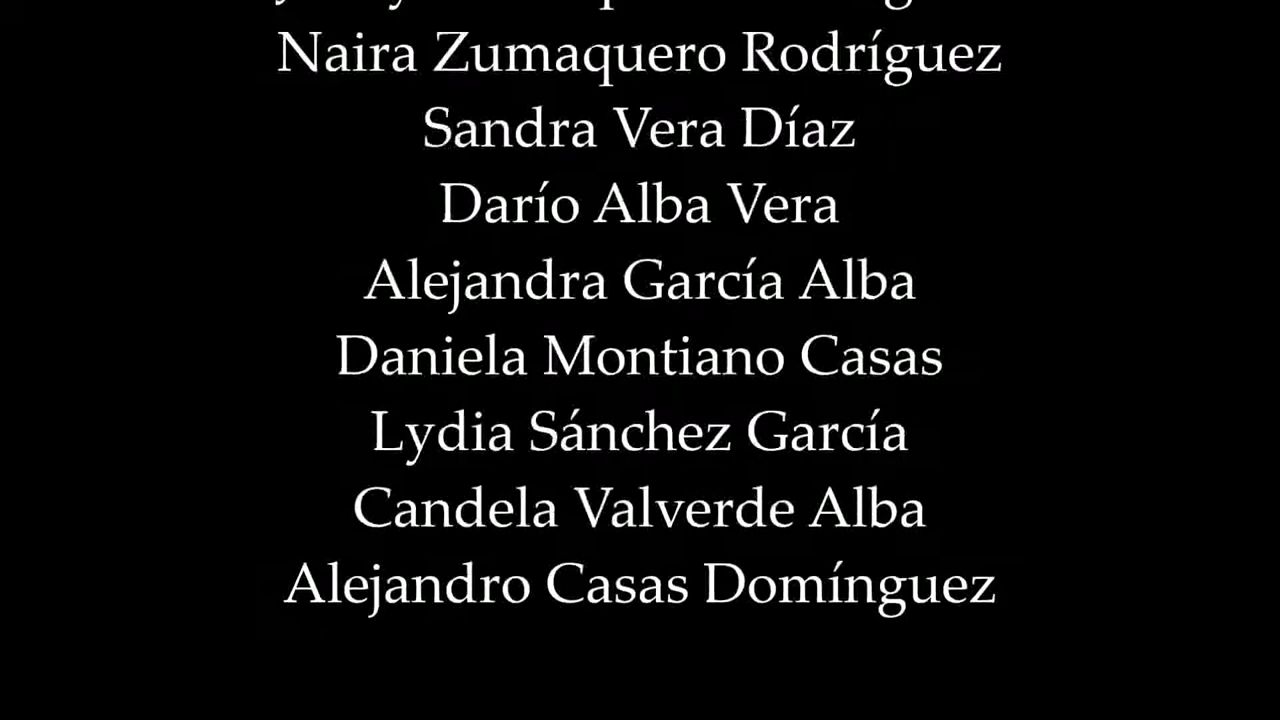 Naira Zumaquero Rodríguez
Sandra Vera Díaz
Darío Alba Vera
Alejandra García Alba
Daniela Montiano Casas
Lydia Sánchez García
Candela Valverde Alba
Alejandro Casas Domínguez